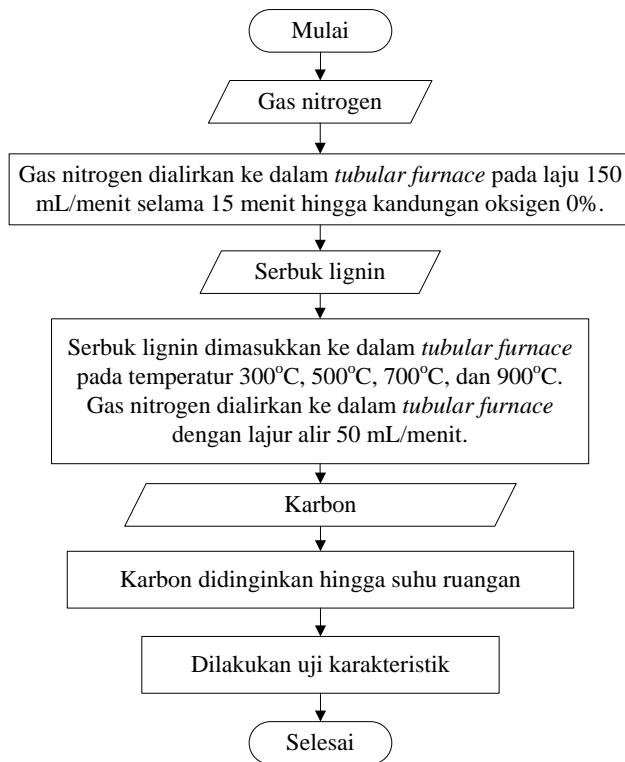 Mulai
Gas nitrogen
Gas nitrogen dialirkan ke dalam tubular furnace pada laju 150
mL/menit selama 15 menit hingga kandungan oksigen 0%.
Serbuk lignin
Serbuk lignin dimasukkan ke dalam tubular furnace
pada temperatur 300°C, 500°C, 700°C, dan 900°C.
Gas nitrogen dialirkan ke dalam tubular furnace
dengan lajur alir 50 mL/menit.
Karbon
Karbon didinginkan hingga suhu ruangan
Dilakukan uji karakteristik
Selesai